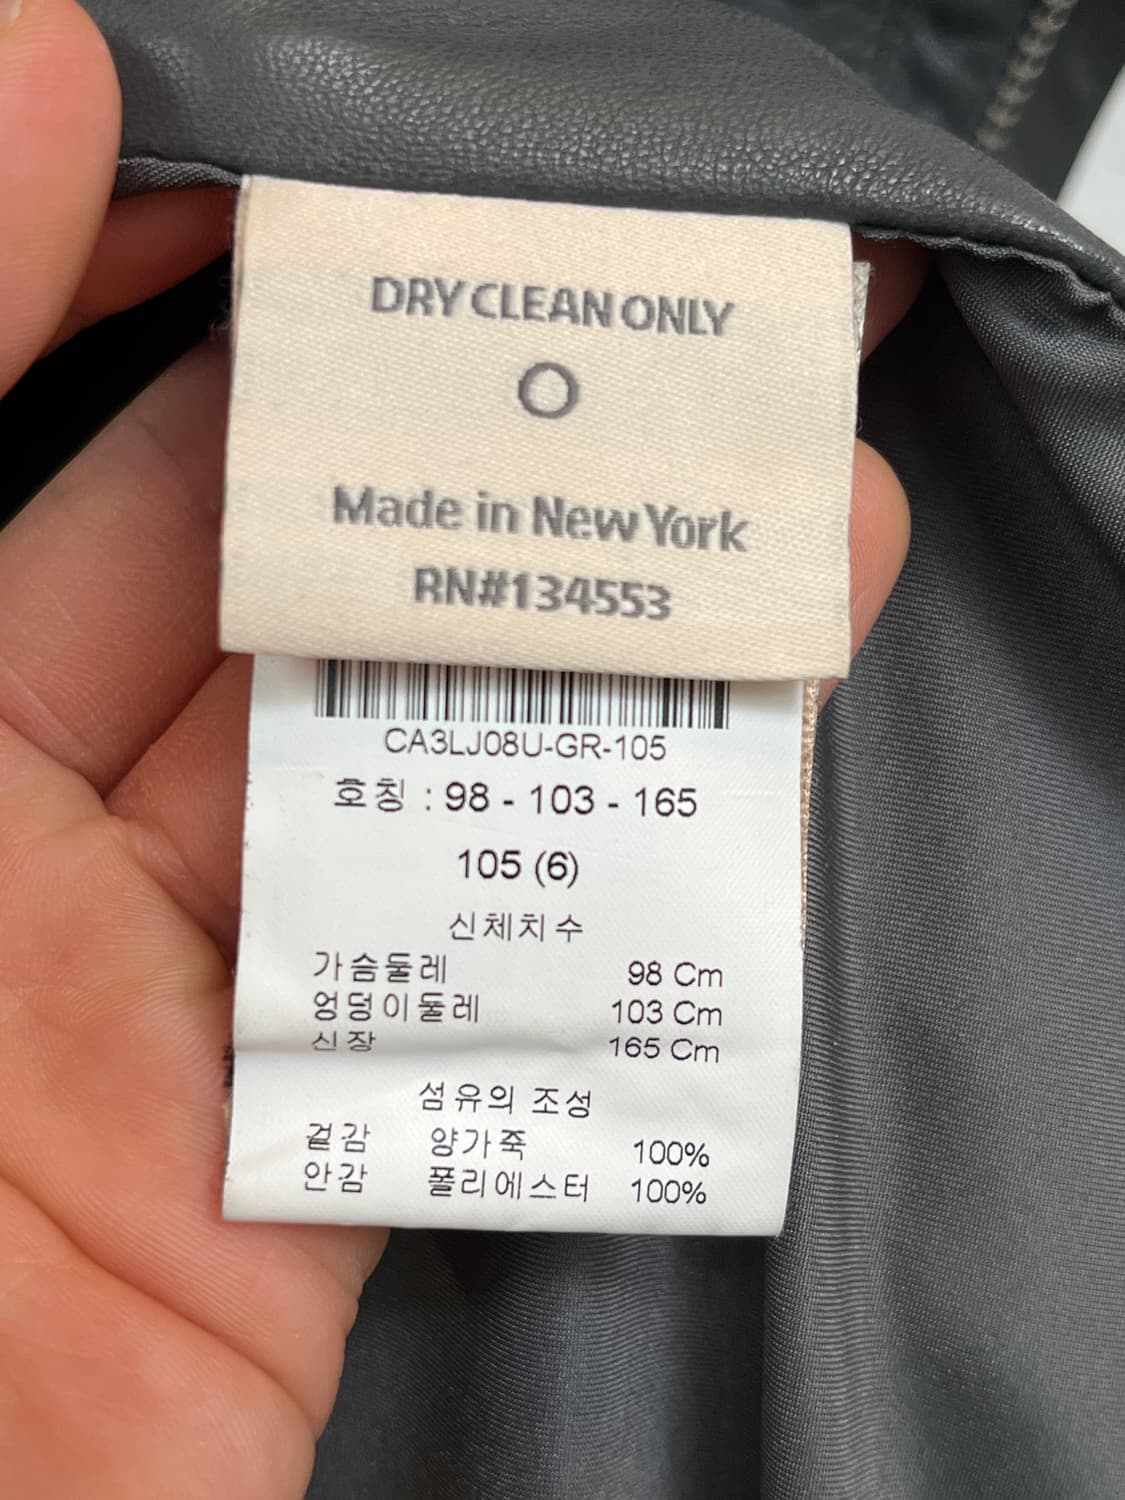 DRY CLEAN ONLY
Made in New York
RN#134553
CA3LJ08U-GR-105
호칭 : 98 - 103 - 165
105 (6)
신체치수
가슴둘레 98 Cm
엉덩이둘레 103 Cm
신장 165 Cm
섬유의 조성
겉감 양가죽 100%
안감 폴리에스터 100%